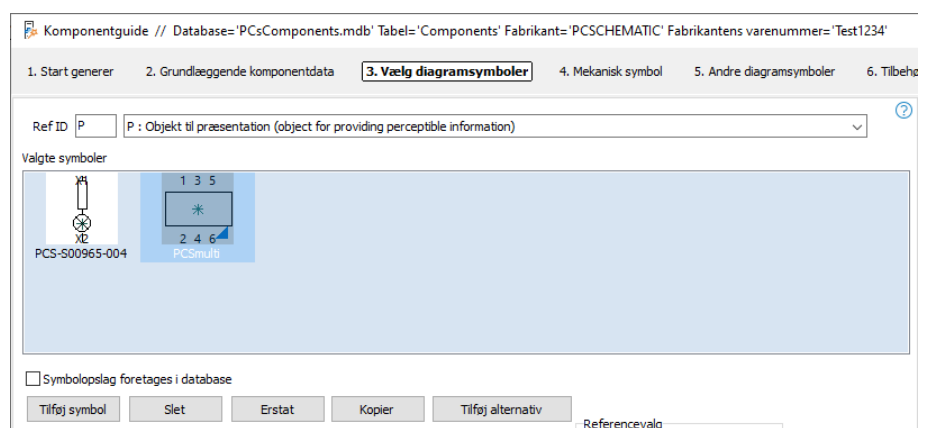 Komponentguide // Database='PCsComponents.mdb' Tabel='Components' Fabrikant='PCSCHEMATIC' Fabrikantens varenummer='Test1234'
1. Start generer 2. Grundlæggende komponentdata 3. Vælg diagramsymboler 4. Mekanisk symbol 5. Andre diagramsymboler 6. Tilbehø
?
Ref ID P P : Objekt til præsentation (object for providing perceptible information)
Valgte symboler
X1 1 3 5
X2 2 4 6
PCS-S00965-004 PCSmulti
Symbolopslag foretages i database
Tilføj symbol Slet Erstat Kopier Tilføj alternativ
Referencevalg